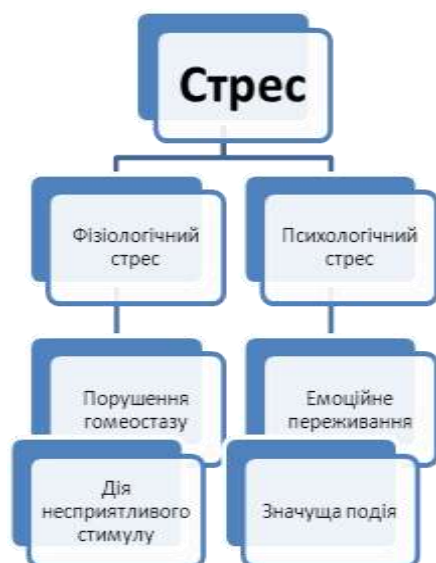 Стрес
Фізіологічний
стрес
Психологічний
стрес
Порушення
гомеостазу
Емоційне
переживання
Дія
несприятливого
стимулу
Значуща подія